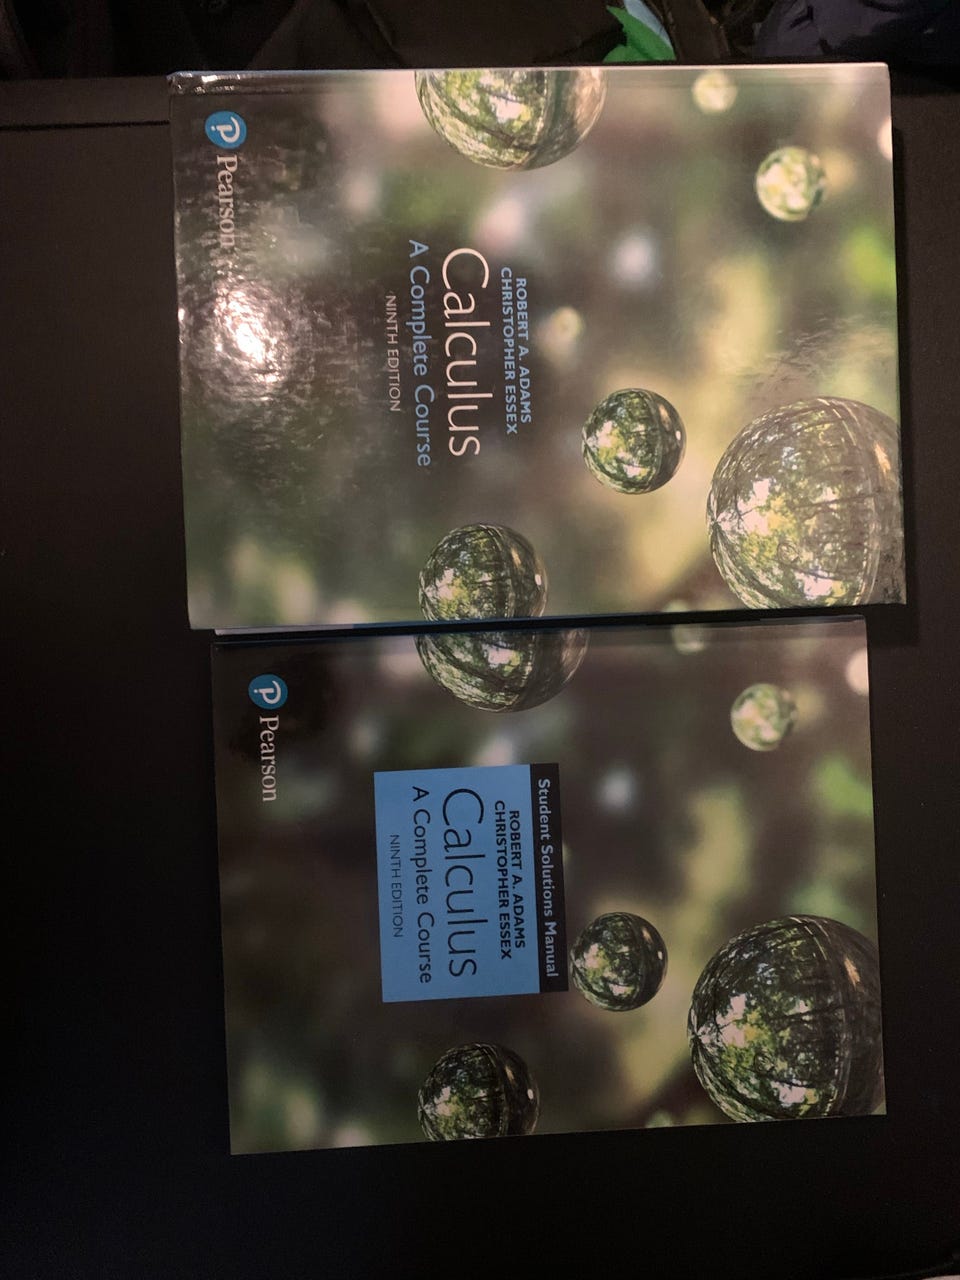 ROBERT A. ADAMS
CHRISTOPHER ESSEX
Calculus
A Complete Course
NINTH EDITION
Pearson
Student Solutions Manual
ROBERT A. ADAMS
CHRISTOPHER ESSEX
Calculus
A Complete Course
NINTH EDITION
Pearson